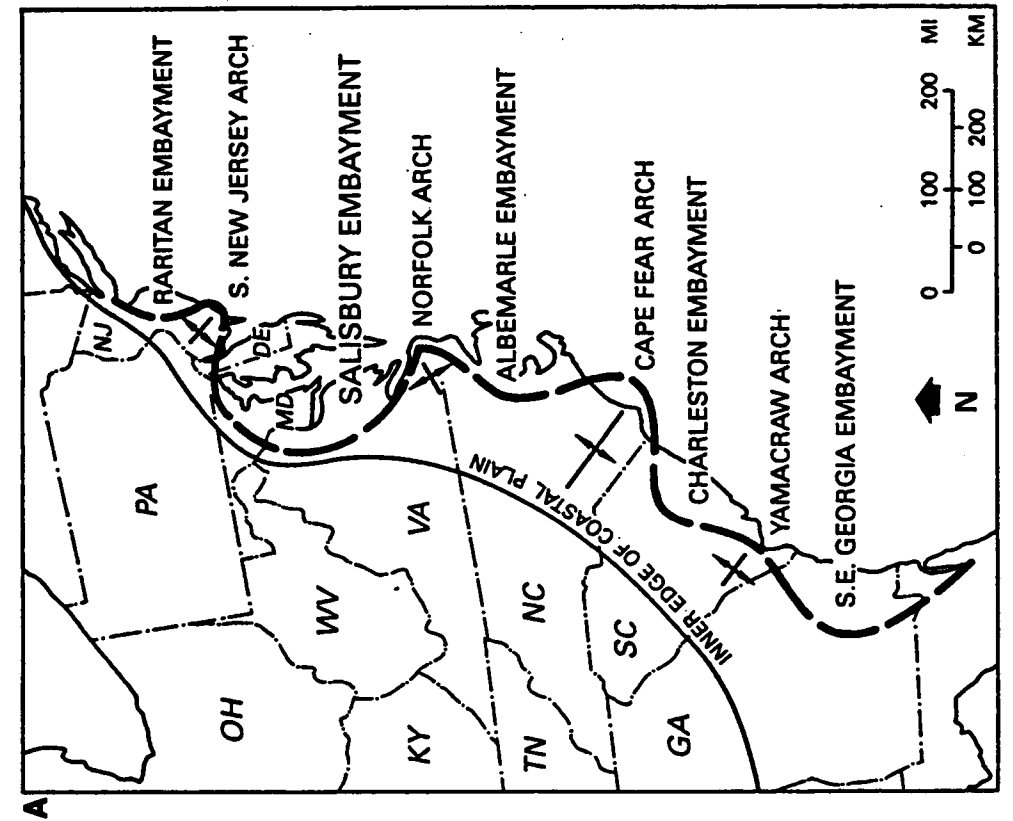 A
RARITAN EMBAYMENT
S. NEW JERSEY ARCH
SALISBURY EMBAYMENT
NORFOLK ARCH
ALBEMARLE EMBAYMENT
CAPE FEAR ARCH
CHARLESTON EMBAYMENT
YAMACRAW ARCH
S.E. GEORGIA EMBAYMENT
INNER EDGE OF COASTAL PLAIN
NJ
PA
DE
MD
OH
WV
VA
KY
NC
TN
SC
GA
N
0 100 200 MI
0 100 200 KM